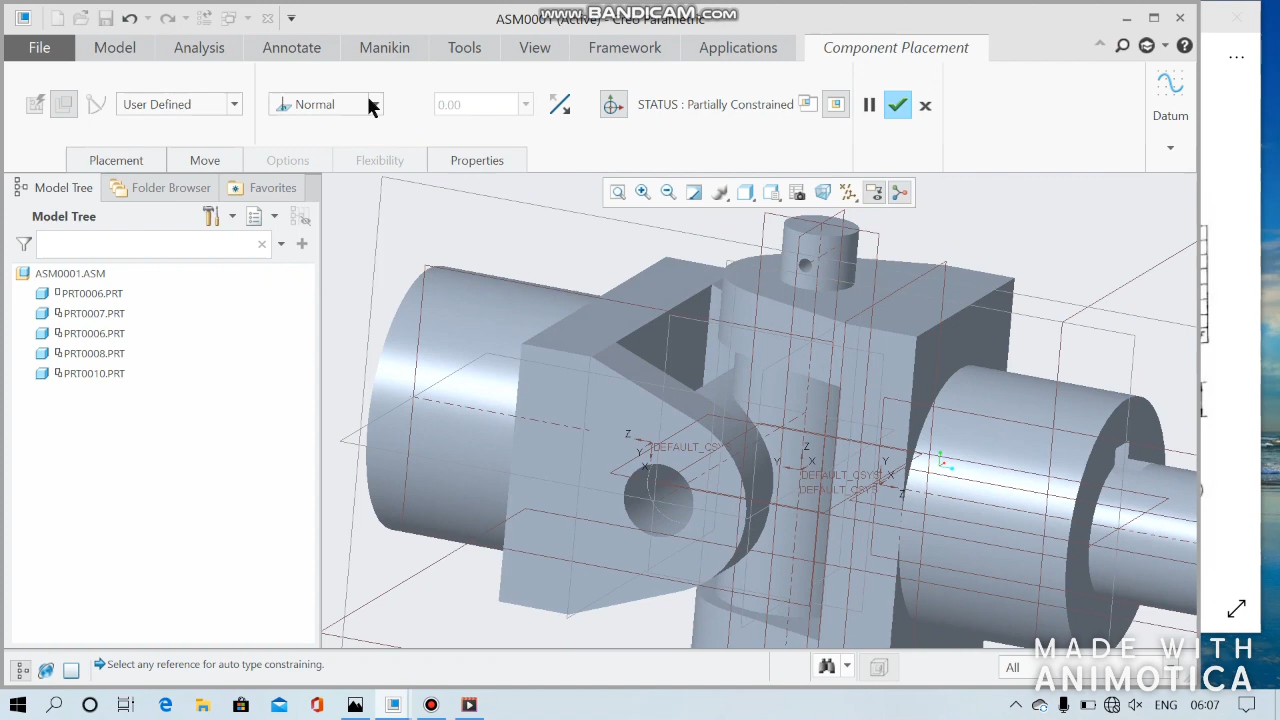 www.BANDICAM.com
ASM0001 (Active) - Creo Parametric
File
Model
Analysis
Annotate
Manikin
Tools
View
Framework
Applications
Component Placement
User Defined
Normal
0.00
STATUS : Partially Constrained
Datum
Placement
Move
Options
Flexibility
Properties
Model Tree
Folder Browser
Favorites
Model Tree
ASM0001.ASM
PRT0006.PRT
PRT0007.PRT
PRT0006.PRT
PRT0008.PRT
PRT0010.PRT
Z
DEFAULT_CSYS
Y
X
Z
Y
X
Y
DEFAULT_CSYS
X
DEFAULT_CSYS
Z
Select any reference for auto type constraining.
All
MADE WITH
ANIMOTICA
ENG
06:07